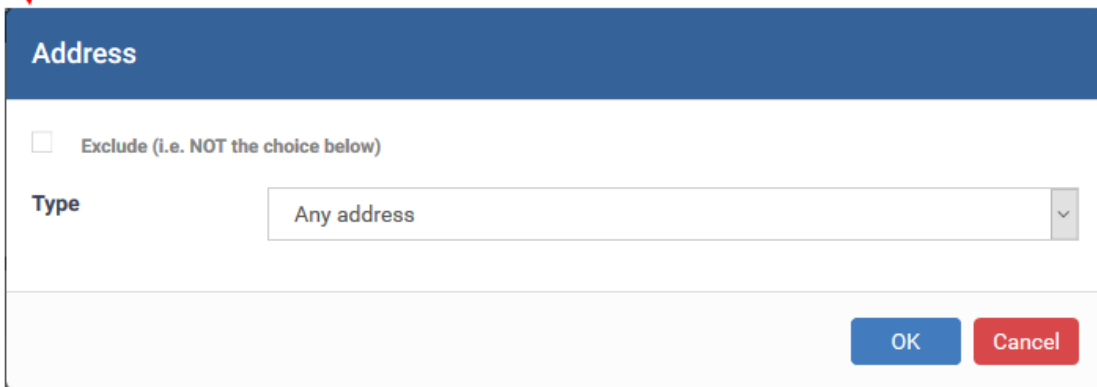 Address
Exclude (i.e. NOT the choice below)
Type Any address
OK Cancel